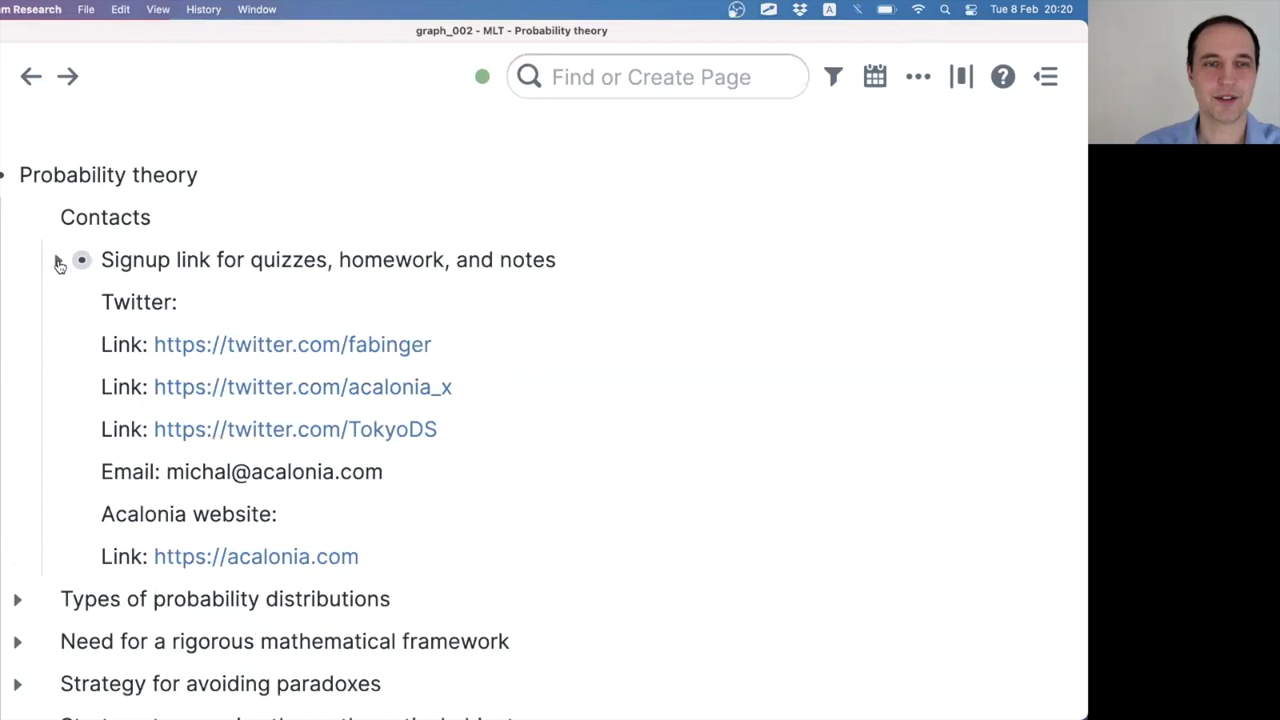 m Research File Edit View History Window A Tue 8 Feb 20:20
graph_002 - MLT - Probability theory
Find or Create Page
Probability theory
Contacts
Signup link for quizzes, homework, and notes
Twitter:
Link: https://twitter.com/fabinger
Link: https://twitter.com/acalonia_x
Link: https://twitter.com/TokyoDS
Email: michal@acalonia.com
Acalonia website:
Link: https://acalonia.com
Types of probability distributions
Need for a rigorous mathematical framework
Strategy for avoiding paradoxes